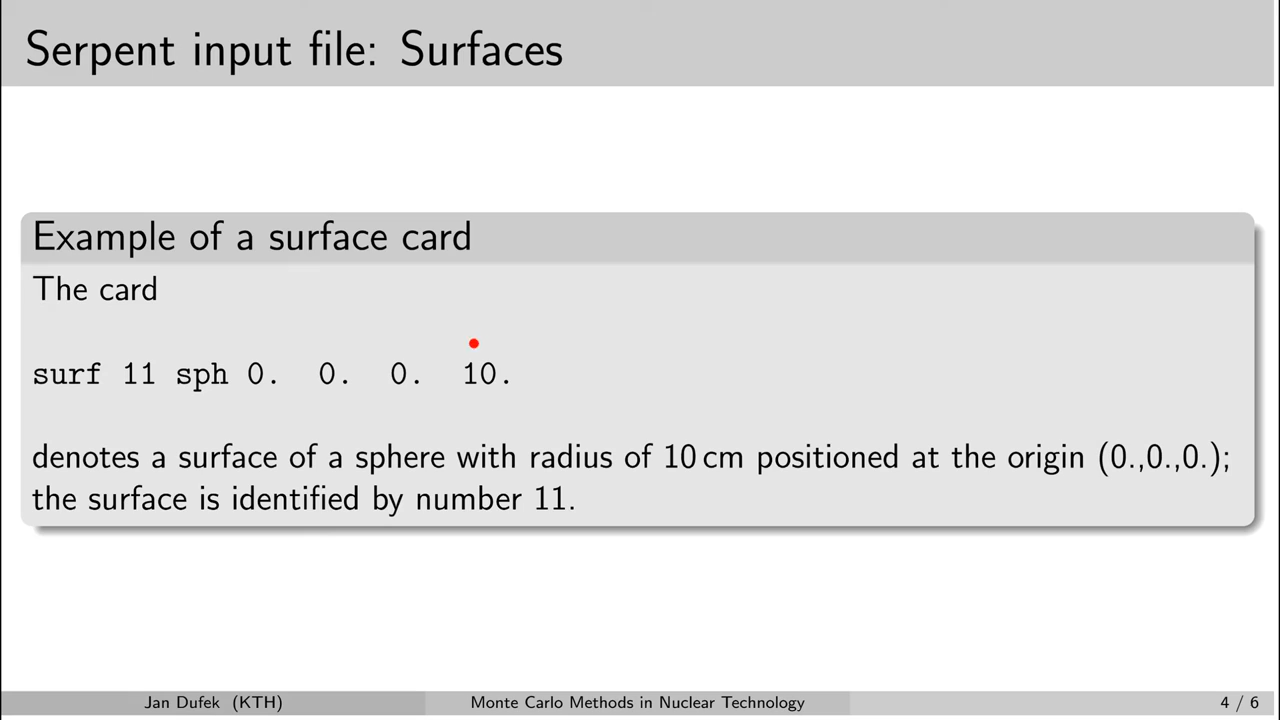 Serpent input file: Surfaces
Example of a surface card
The card
surf 11 sph 0. 0. 0. 10.
denotes a surface of a sphere with radius of 10 cm positioned at the origin (0.,0.,0.);
the surface is identified by number 11.
Jan Dufek (KTH) Monte Carlo Methods in Nuclear Technology 4 / 6